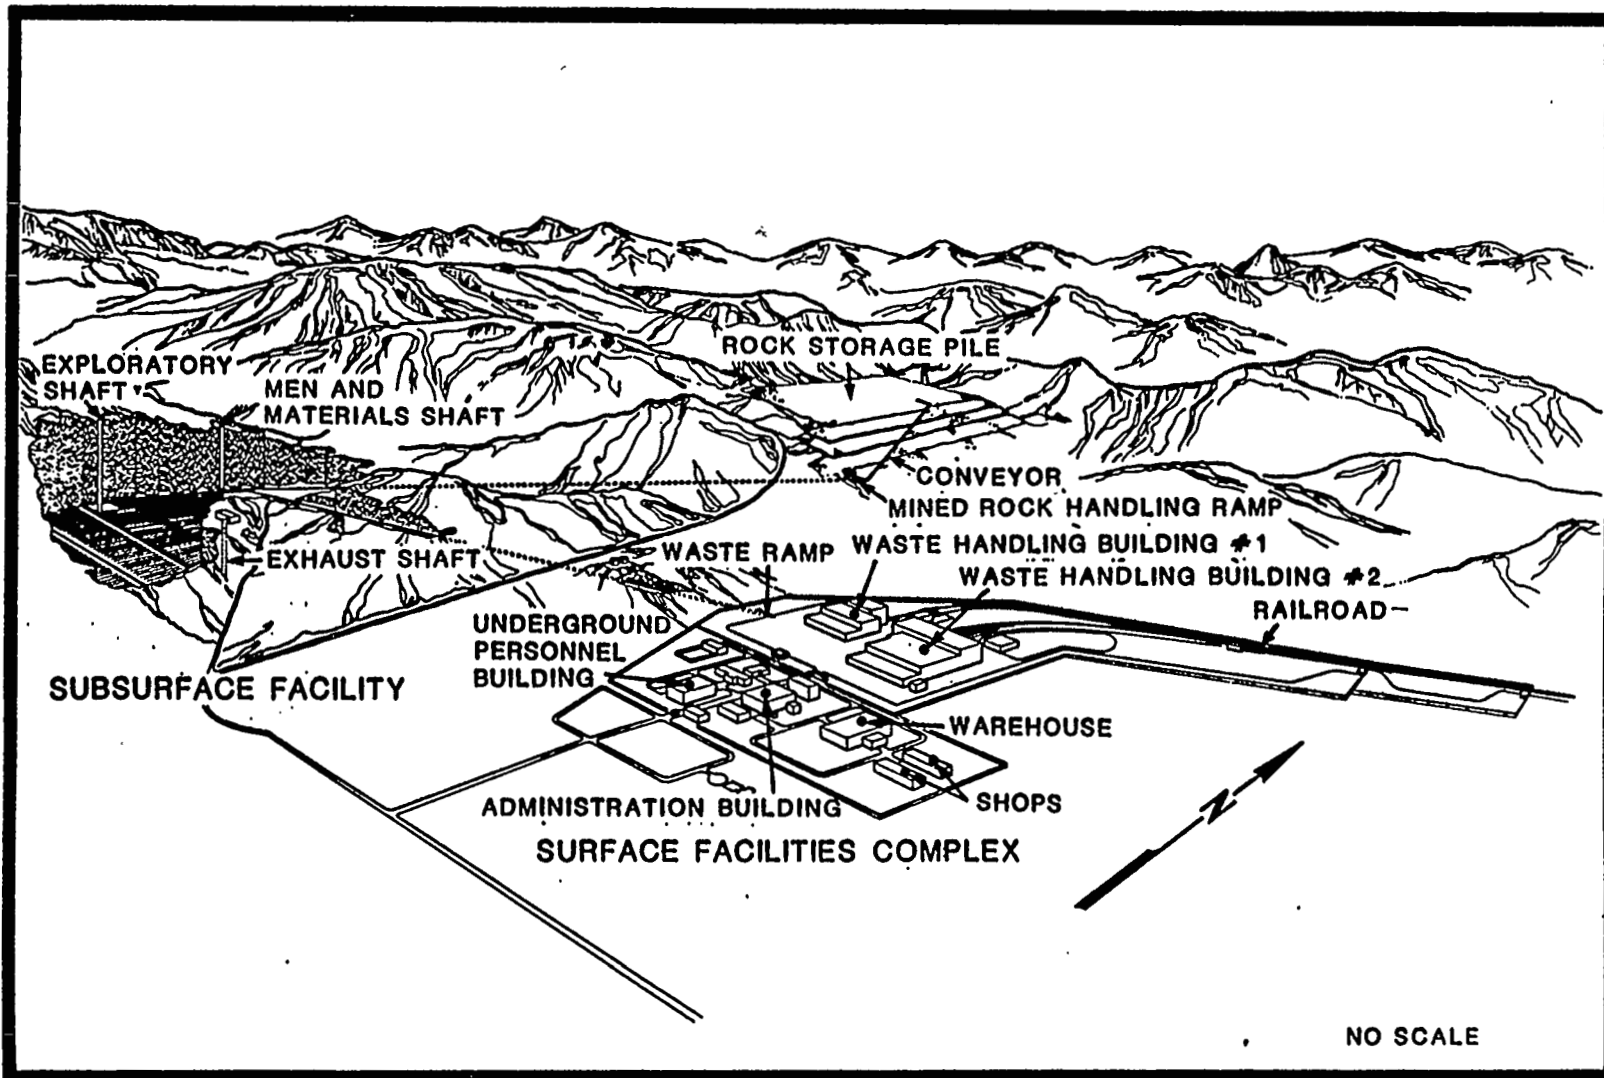 ROCK STORAGE PILE
EXPLORATORY
SHAFT
MEN AND
MATERIALS SHAFT
CONVEYOR
MINED ROCK HANDLING RAMP
EXHAUST SHAFT
WASTE RAMP
WASTE HANDLING BUILDING #1
WASTE HANDLING BUILDING #2
RAILROAD
UNDERGROUND
PERSONNEL
BUILDING
SUBSURFACE FACILITY
WAREHOUSE
ADMINISTRATION BUILDING
SHOPS
SURFACE FACILITIES COMPLEX
N
NO SCALE